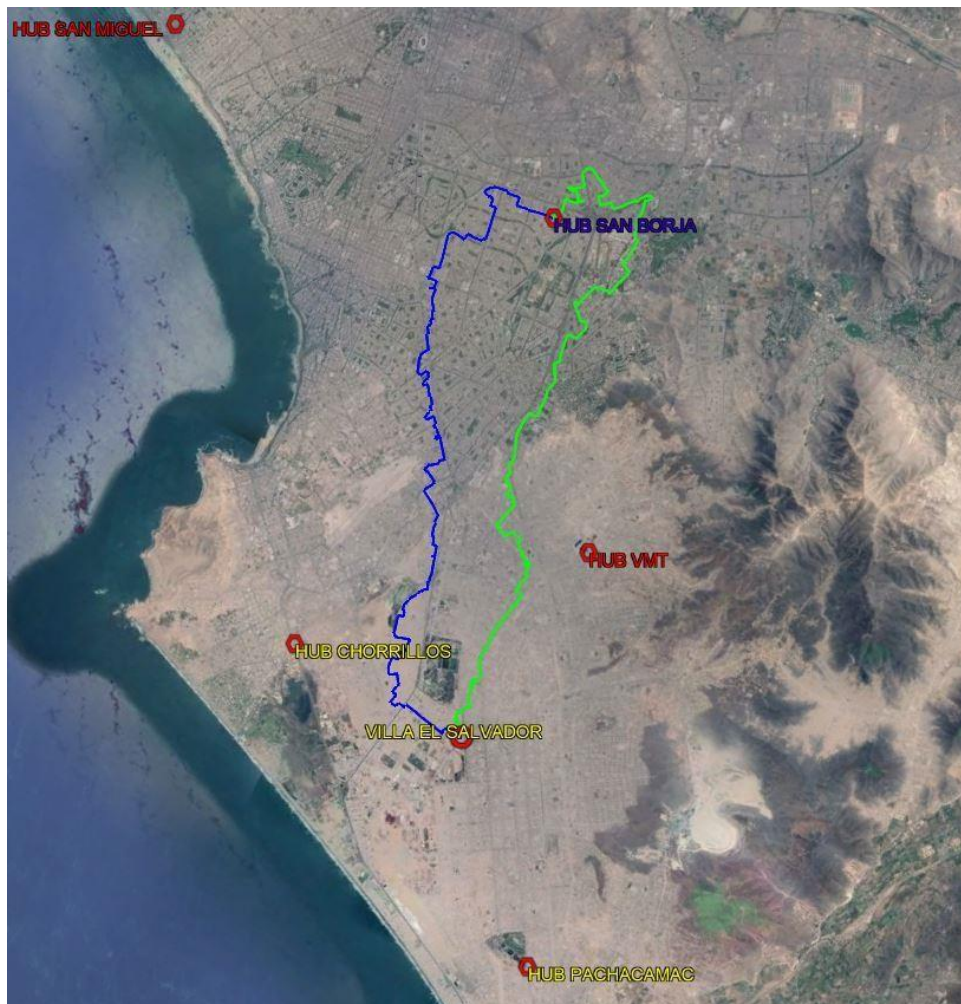 HUB SAN MIGUEL
HUB SAN BORJA
HUB VMT
HUB CHORRILLOS
VILLA EL SALVADOR
HUB PACHACAMAC